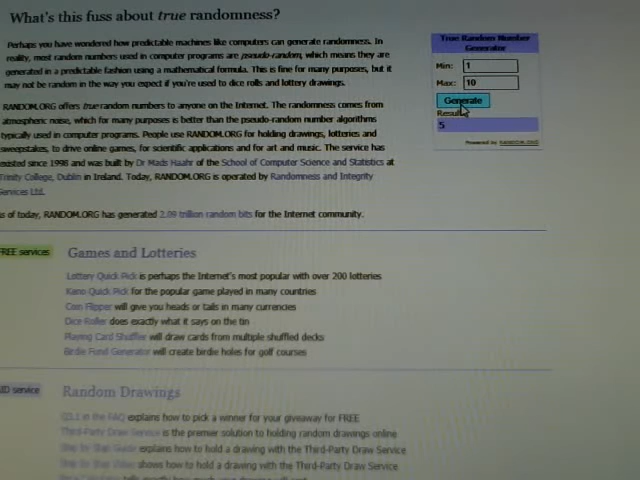 What's this fuss about true randomness?
Perhaps you have wondered how predictable machines like computers can generate randomness. In
reality, most random numbers used in computer programs are pseudo-random, which means they are
generated in a predictable fashion using a mathematical formula. This is fine for many purposes, but it
may not be random in the way you expect if you're used to dice rolls and lottery drawings.
RANDOM.ORG offers true random numbers to anyone on the Internet. The randomness comes from
atmospheric noise, which for many purposes is better than the pseudo-random number algorithms
typically used in computer programs. People use RANDOM.ORG for holding drawings, lotteries and
sweepstakes, to drive online games, for scientific applications and for art and music. The service has
existed since 1998 and was built by Dr Mads Haahr of the School of Computer Science and Statistics at
Trinity College, Dublin in Ireland. Today, RANDOM.ORG is operated by Randomness and Integrity
Services Ltd.
As of today, RANDOM.ORG has generated 2.09 trillion random bits for the Internet community.
True Random Number
Generator
Min: 1
Max: 10
Generate
Result:
5
Powered by RANDOM.ORG
FREE services
Games and Lotteries
Lottery Quick Pick is perhaps the Internet's most popular with over 200 lotteries
Keno Quick Pick for the popular game played in many countries
Coin Flipper will give you heads or tails in many currencies
Dice Roller does exactly what it says on the tin
Playing Card Shuffler will draw cards from multiple shuffled decks
Birdie Fund Generator will create birdie holes for golf courses
PAID service
Random Drawings
Q3.1 in the FAQ explains how to pick a winner for your giveaway for FREE
Third-Party Draw Service is the premier solution to holding random drawings online
Step by Step Guide explains how to hold a drawing with the Third-Party Draw Service
Step by Step Video shows how to hold a drawing with the Third-Party Draw Service